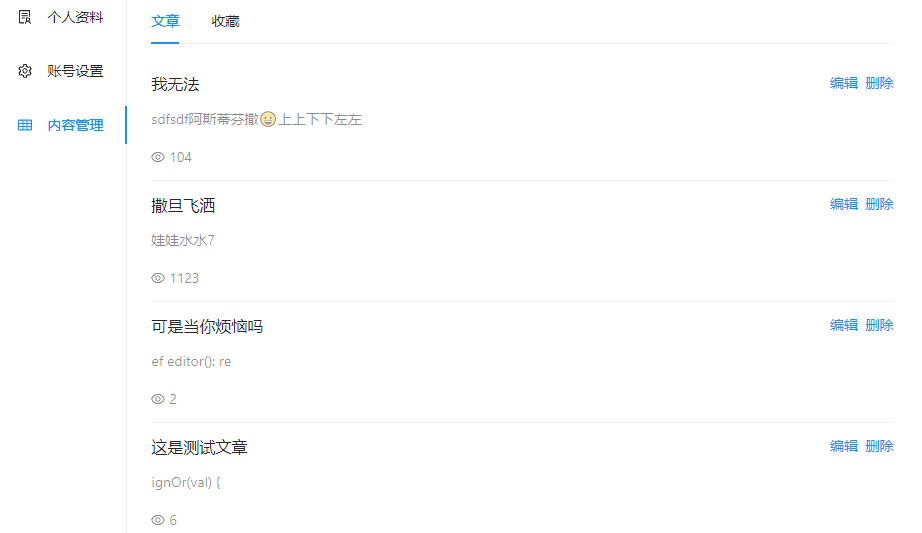 个人资料
账号设置
内容管理
文章 收藏
我无法 编辑 删除
sdfsdf阿斯蒂芬撒😀上上下下左左
104
撒旦飞洒 编辑 删除
娃娃水水7
1123
可是当你烦恼吗 编辑 删除
ef editor(): re
2
这是测试文章 编辑 删除
ignOr(val) {
6